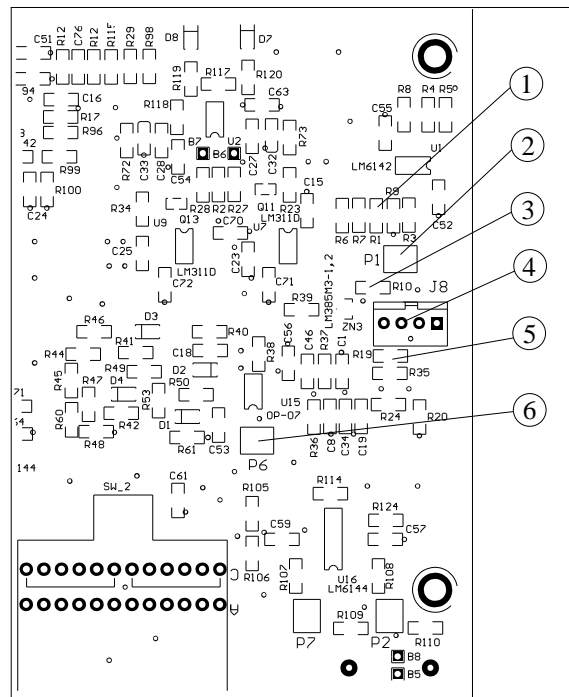 C51
R12
C76
R12
R115
R29
R98
D8
D7
R119
R117
R120
94
C16
R17
R96
C63
R118
R8
R4
R5
C55
42
R99
R100
C24
R72
C33
C28
C54
B7
B6
U2
C27
C32
R73
U1
LM6142
R34
Q13
R28
R2
R27
Q11
R23
C15
R9
C52
U9
C25
C70
U7
LM311D
R6
R7
R1
R3
LM311D
C72
C23
C71
P1
R10
J8
LM385M3-1,2
R39
ZN3
R46
D3
R40
R44
R41
C18
R38
C56
C46
R37
C1
R19
R35
R45
R47
R49
D4
D2
R50
R53
U15
OP-07
71
54
R60
R42
R48
D1
R61
C53
P6
R36
C8
C34
C19
R24
R20
144
SW_2
C61
R105
R114
R124
C59
C57
R106
R107
U16
LM6144
R108
P7
R109
P2
R110
B8
B5
1
2
3
4
5
6